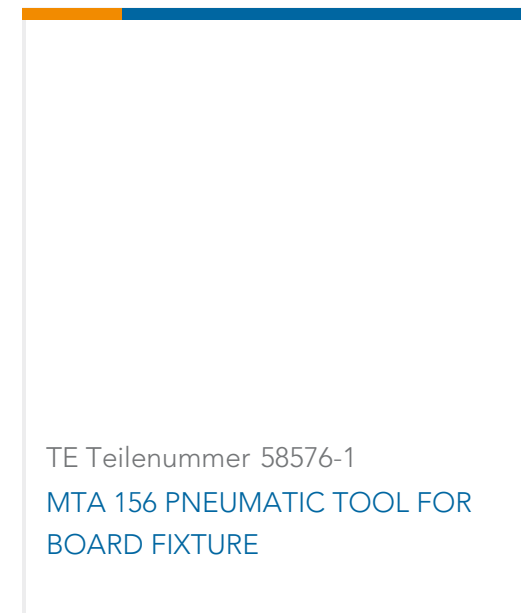 TE Teilenummer 58576-1
MTA 156 PNEUMATIC TOOL FOR
BOARD FIXTURE